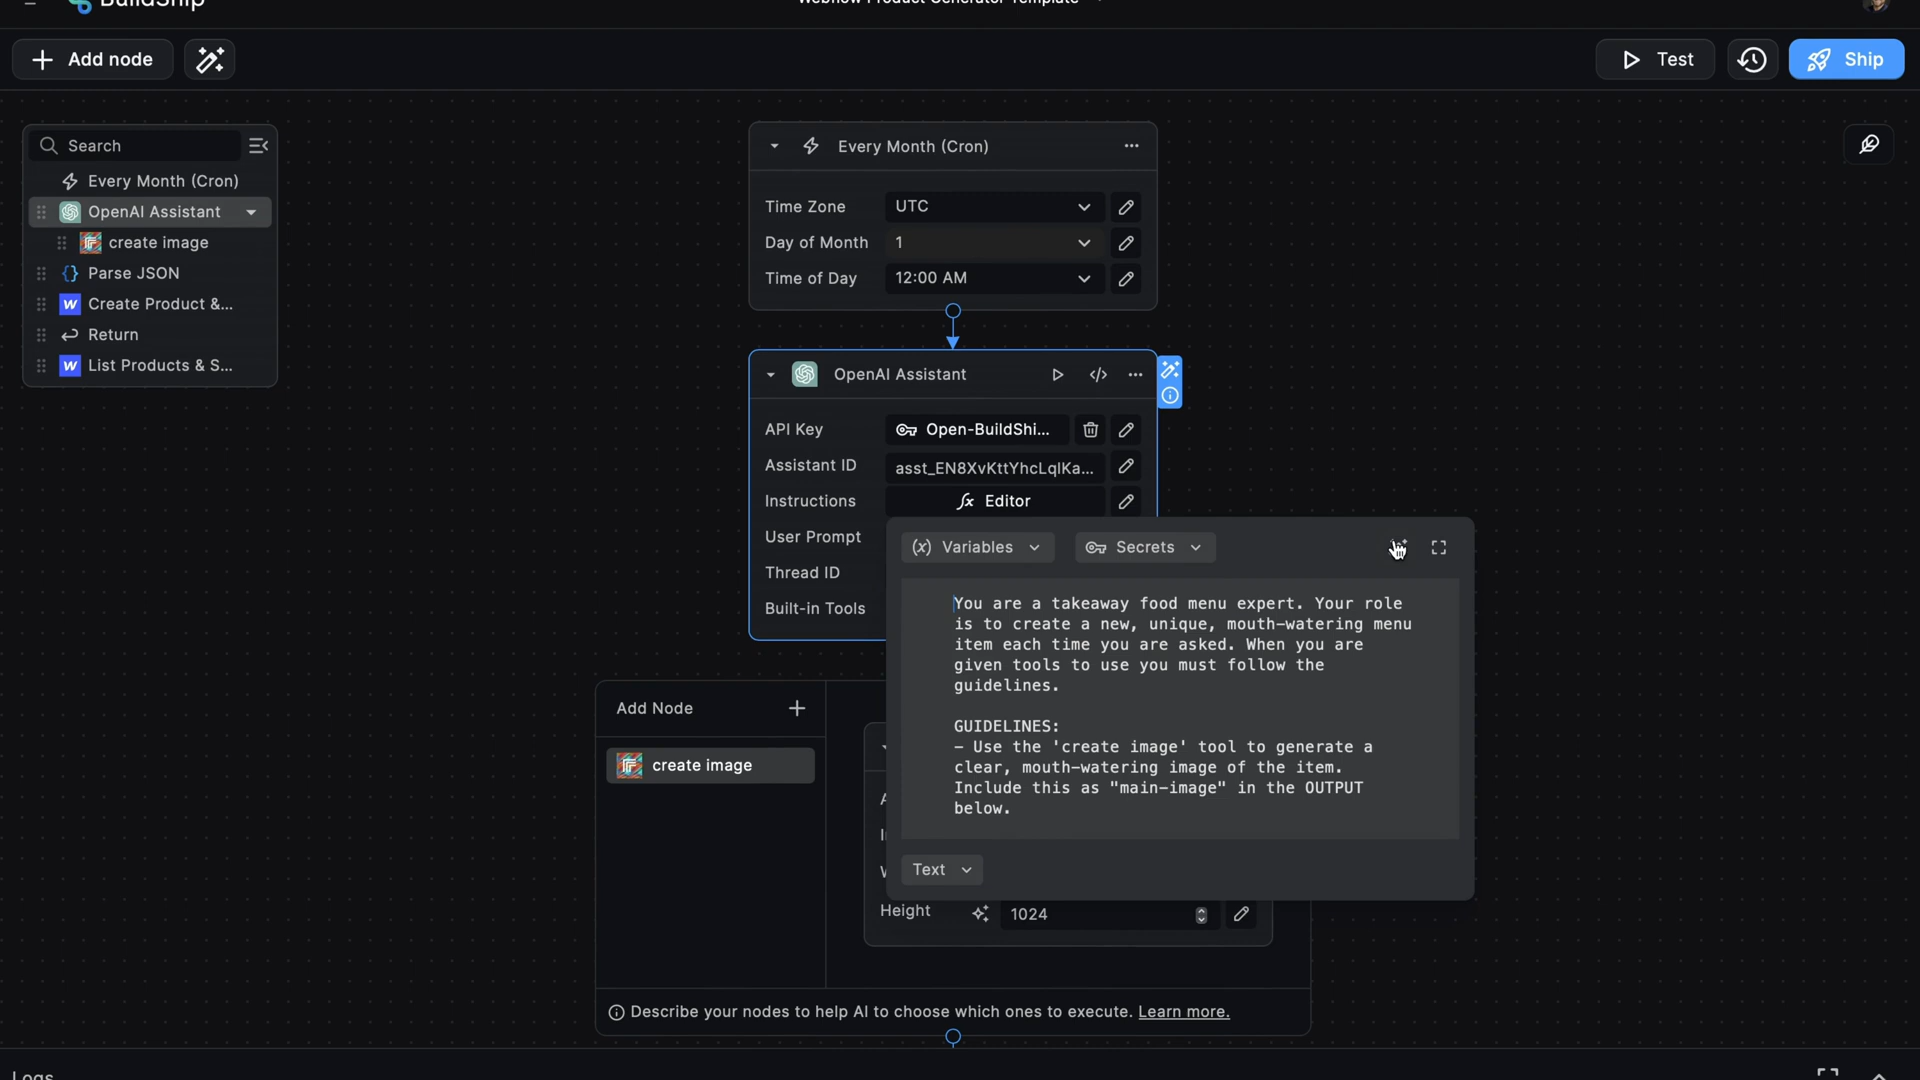 BuildShip
Webflow Product Generator Template
Add node
Test
Ship
Search
Every Month (Cron)
OpenAI Assistant
create image
Parse JSON
Create Product &...
Return
List Products & S...
Every Month (Cron)
Time Zone
UTC
Day of Month
1
Time of Day
12:00 AM
OpenAI Assistant
API Key
Open-BuildShi...
Assistant ID
asst_EN8XvKttYhcLqlKa...
Instructions
Editor
User Prompt
Thread ID
Built-in Tools
(x) Variables
Secrets
You are a takeaway food menu expert. Your role
is to create a new, unique, mouth-watering menu
item each time you are asked. When you are
given tools to use you must follow the
guidelines.
GUIDELINES:
- Use the 'create image' tool to generate a
clear, mouth-watering image of the item.
Include this as "main-image" in the OUTPUT
below.
Text
Add Node
create image
Height
1024
Describe your nodes to help AI to choose which ones to execute. Learn more.
Logs